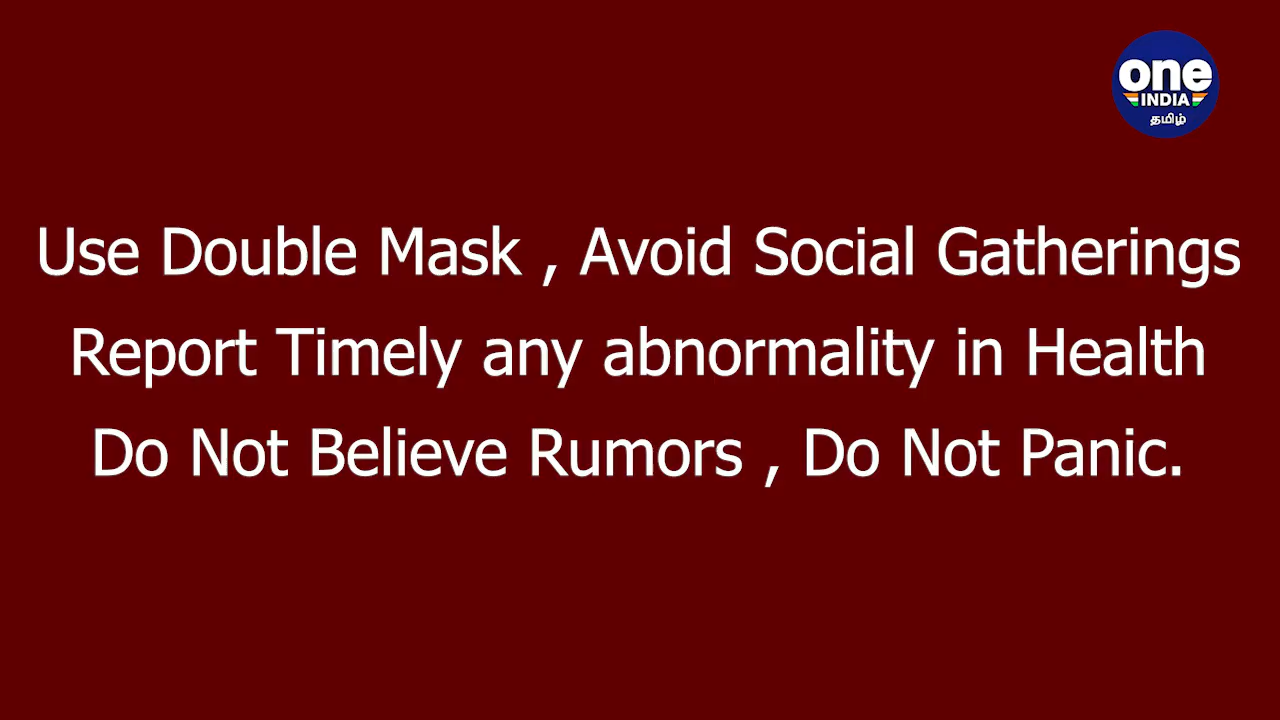 one
INDIA
தமிழ்
Use Double Mask , Avoid Social Gatherings
Report Timely any abnormality in Health
Do Not Believe Rumors , Do Not Panic.